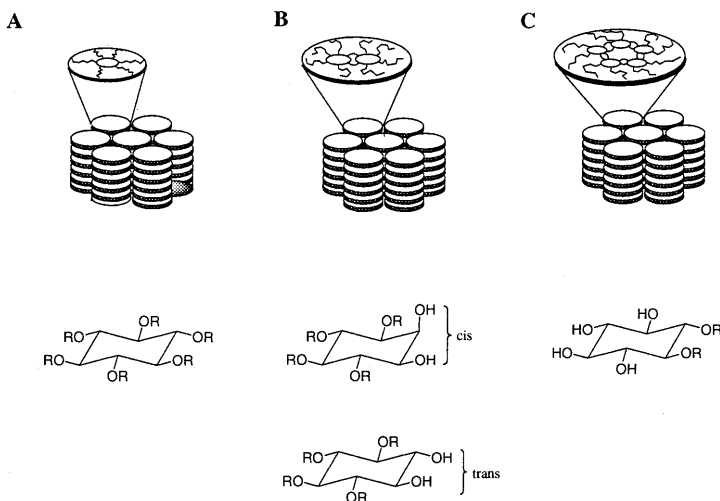 A B C
OR
RO OR
RO OR
OR
OH
OR
RO
RO OH
OR
cis
HO
HO OR
HO OR
OH
OR
RO OH
RO OH
OR
trans